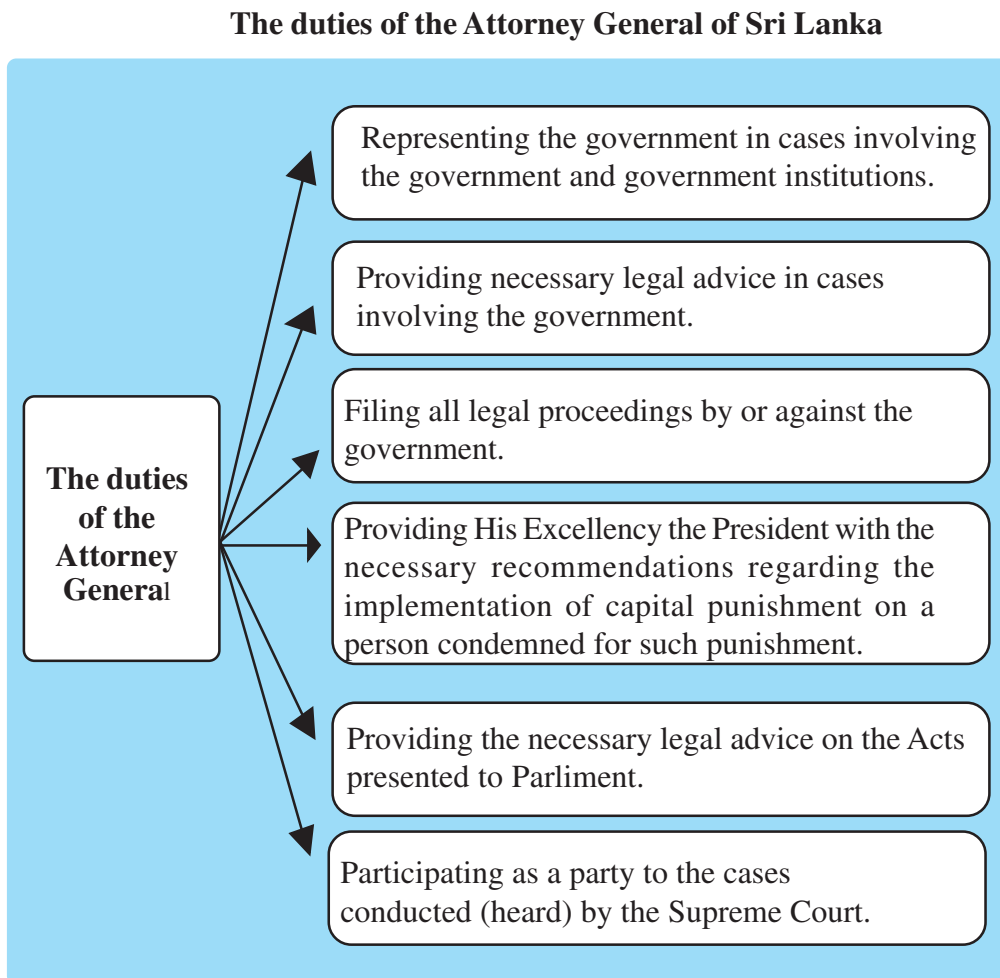 The duties of the Attorney General of Sri Lanka
Representing the government in cases involving
the government and government institutions.
Providing necessary legal advice in cases
involving the government.
Filing all legal proceedings by or against the
government.
The duties
of the
Attorney
General
Providing His Excellency the President with the
necessary recommendations regarding the
implementation of capital punishment on a
person condemned for such punishment.
Providing the necessary legal advice on the Acts
presented to Parliment.
Participating as a party to the cases
conducted (heard) by the Supreme Court.